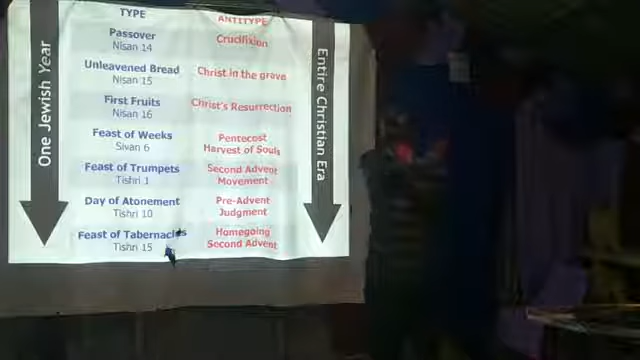 TYPE ANTITYPE
Passover
Nisan 14
Crucifixion
Unleavened Bread
Nisan 15
Christ in the grave
First Fruits
Nisan 16
Christ's Resurrection
Feast of Weeks
Sivan 6
Pentecost
Harvest of Souls
Feast of Trumpets
Tishri 1
Second Advent
Movement
Day of Atonement
Tishri 10
Pre-Advent
Judgment
Feast of Tabernacles
Tishri 15
Homegoing
Second Advent
One Jewish Year
Entire Christian Era